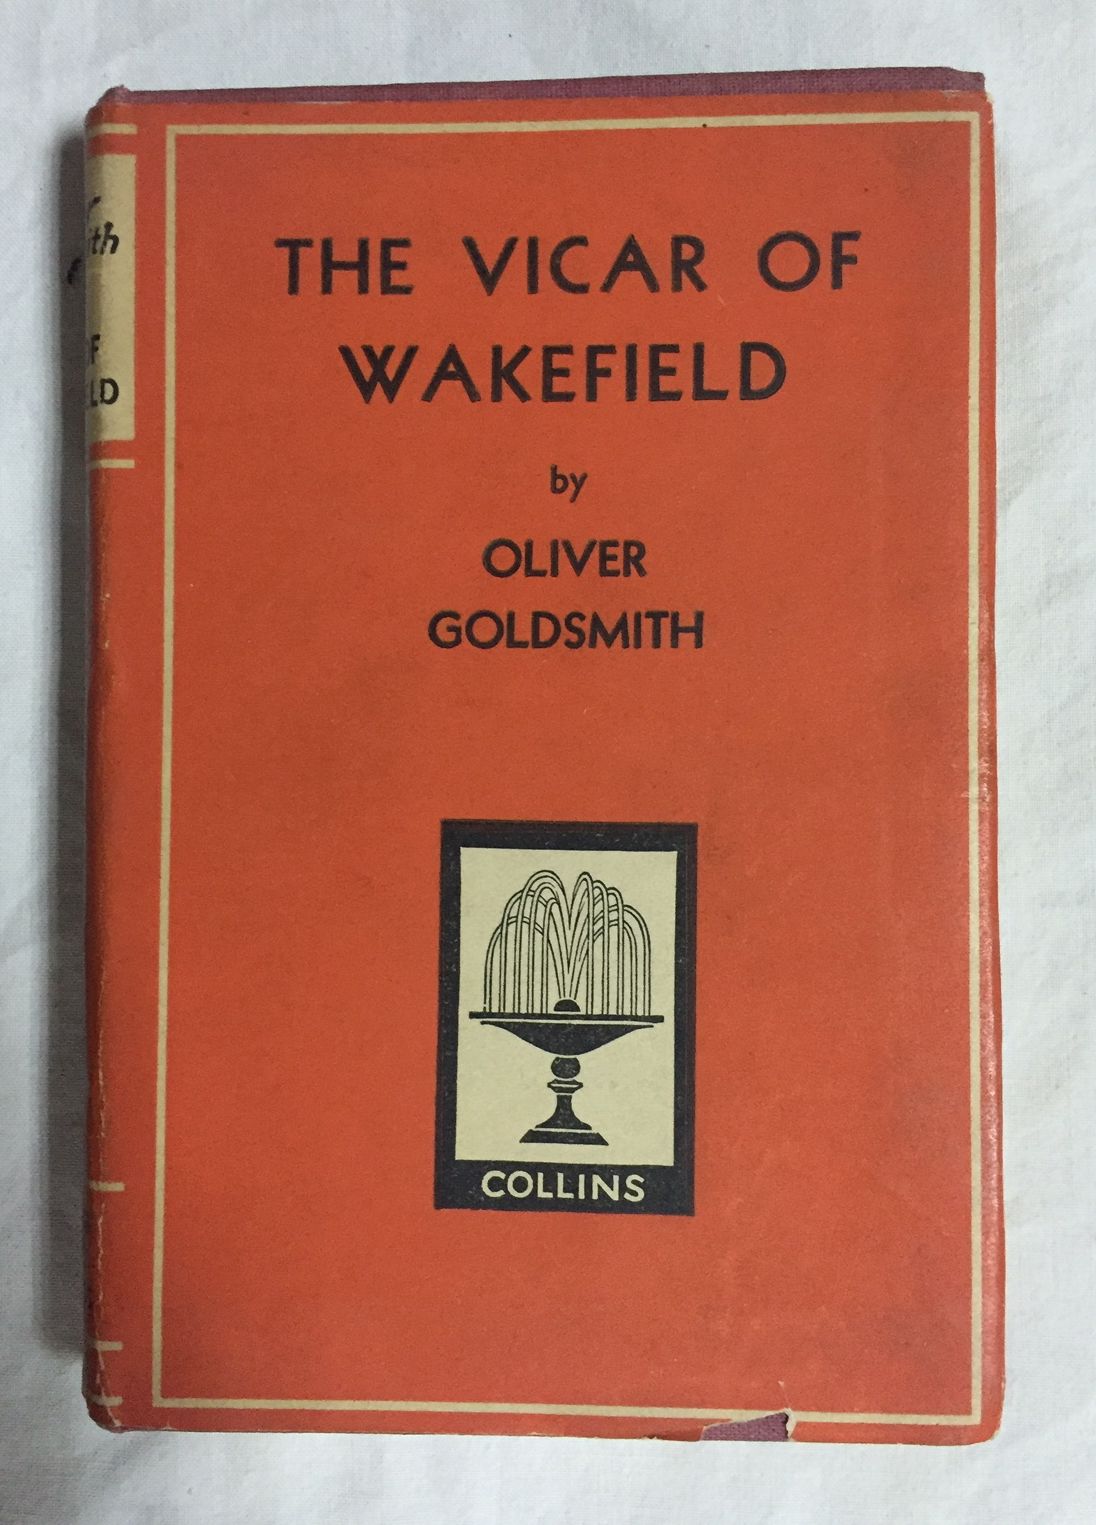 THE VICAR OF
WAKEFIELD
by
OLIVER
GOLDSMITH
COLLINS